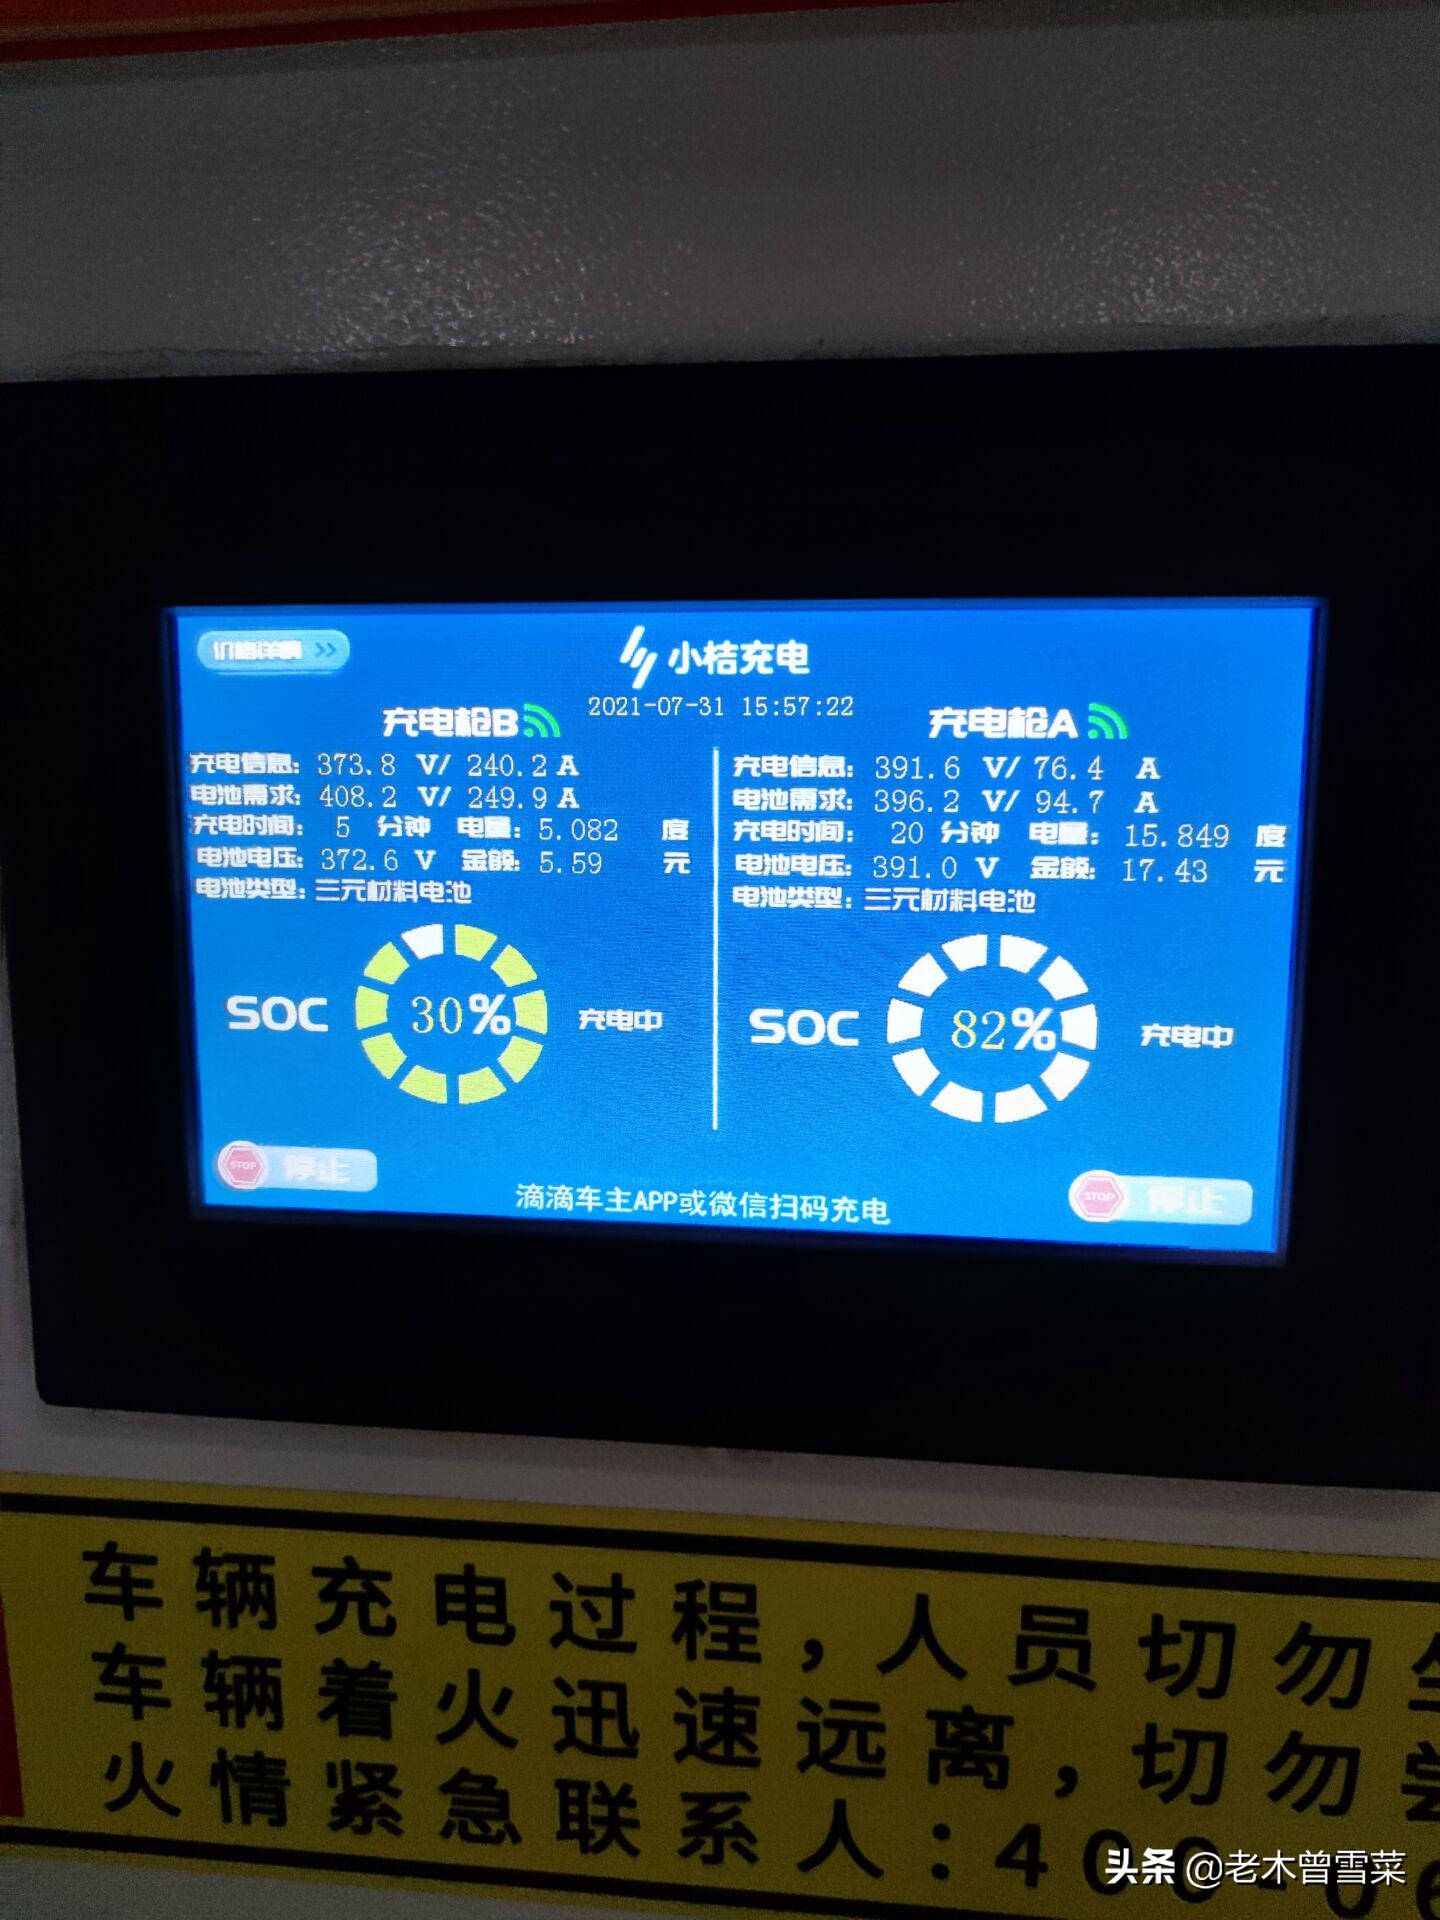 价格详情 >>
小桔充电
2021-07-31 15:57:22
充电枪B
充电信息: 373.8 V/ 240.2 A
电池需求: 408.2 V/ 249.9 A
充电时间: 5 分钟 电量: 5.082 度
电池电压: 372.6 V 金额: 5.59 元
电池类型: 三元材料电池
SOC 30% 充电中
STOP 停止
充电枪A
充电信息: 391.6 V/ 76.4 A
电池需求: 396.2 V/ 94.7 A
充电时间: 20 分钟 电量: 15.849 度
电池电压: 391.0 V 金额: 17.43 元
电池类型: 三元材料电池
SOC 82% 充电中
STOP 停止
滴滴车主APP或微信扫码充电
车辆充电过程,人员切勿
车辆着火迅速远离,切勿
火情紧急联系人:400-06
头条 @老木曾雪菜